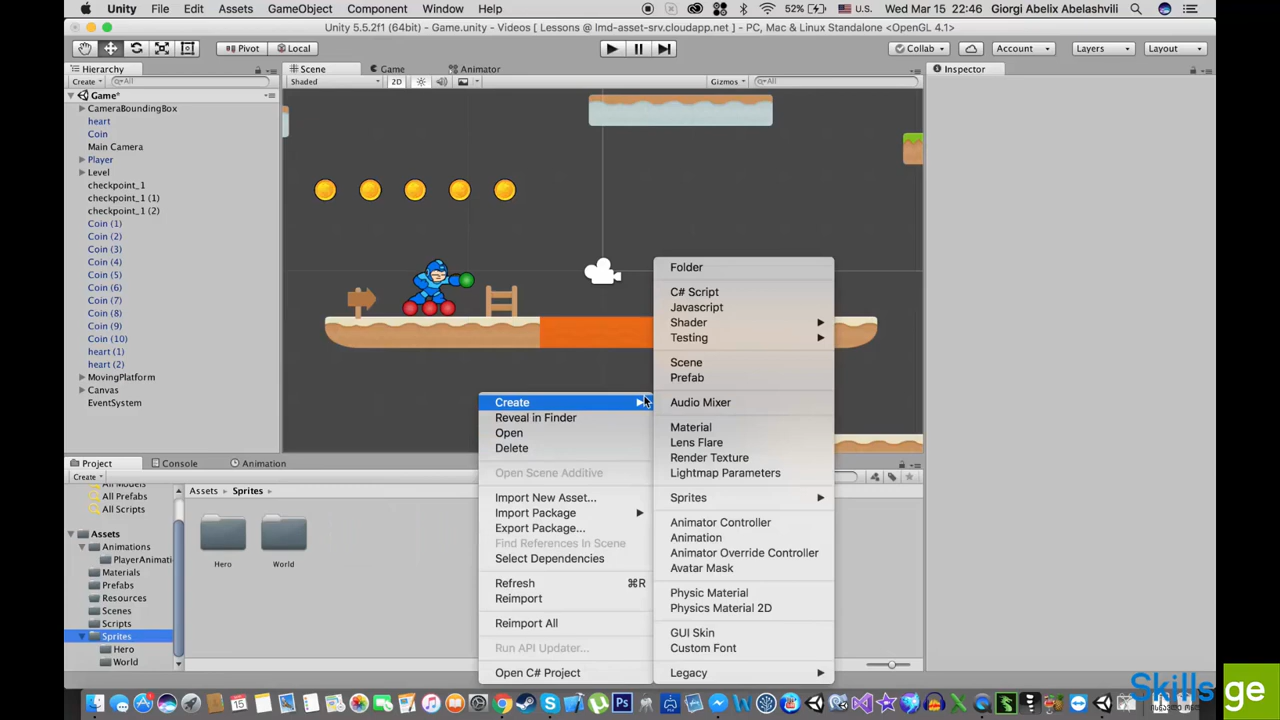 Unity File Edit Assets GameObject Component Window Help 52% U.S. Wed Mar 15 22:46 Giorgi Abelix Abelashvili
Unity 5.5.2f1 (64bit) - Game.unity - Videos [ Lessons @ lmd-asset-srv.cloudapp.net ] - PC, Mac & Linux Standalone <OpenGL 4.1>
Pivot Local Collab Account Layers Layout
Hierarchy Scene Game Animator Inspector
Create All Shaded 2D Gizmos All
Game*
CameraBoundingBox
heart
Coin
Main Camera
Player
Level
checkpoint_1
checkpoint_1 (1)
checkpoint_1 (2)
Coin (1)
Coin (2)
Coin (3)
Coin (4)
Coin (5)
Coin (6)
Coin (7)
Coin (8)
Coin (9)
Coin (10)
heart (1)
heart (2)
MovingPlatform
Canvas
EventSystem
Project Console Animation
Create
All Models
All Prefabs
All Scripts
Assets
Animations
PlayerAnimati
Materials
Prefabs
Resources
Scenes
Scripts
Sprites
Hero
World
Assets Sprites
Hero World
Create
Reveal in Finder
Open
Delete
Open Scene Additive
Import New Asset...
Import Package
Export Package...
Find References In Scene
Select Dependencies
Refresh ⌘R
Reimport
Reimport All
Run API Updater...
Open C# Project
Folder
C# Script
Javascript
Shader
Testing
Scene
Prefab
Audio Mixer
Material
Lens Flare
Render Texture
Lightmap Parameters
Sprites
Animator Controller
Animation
Animator Override Controller
Avatar Mask
Physic Material
Physics Material 2D
GUI Skin
Custom Font
Legacy
Skills ge